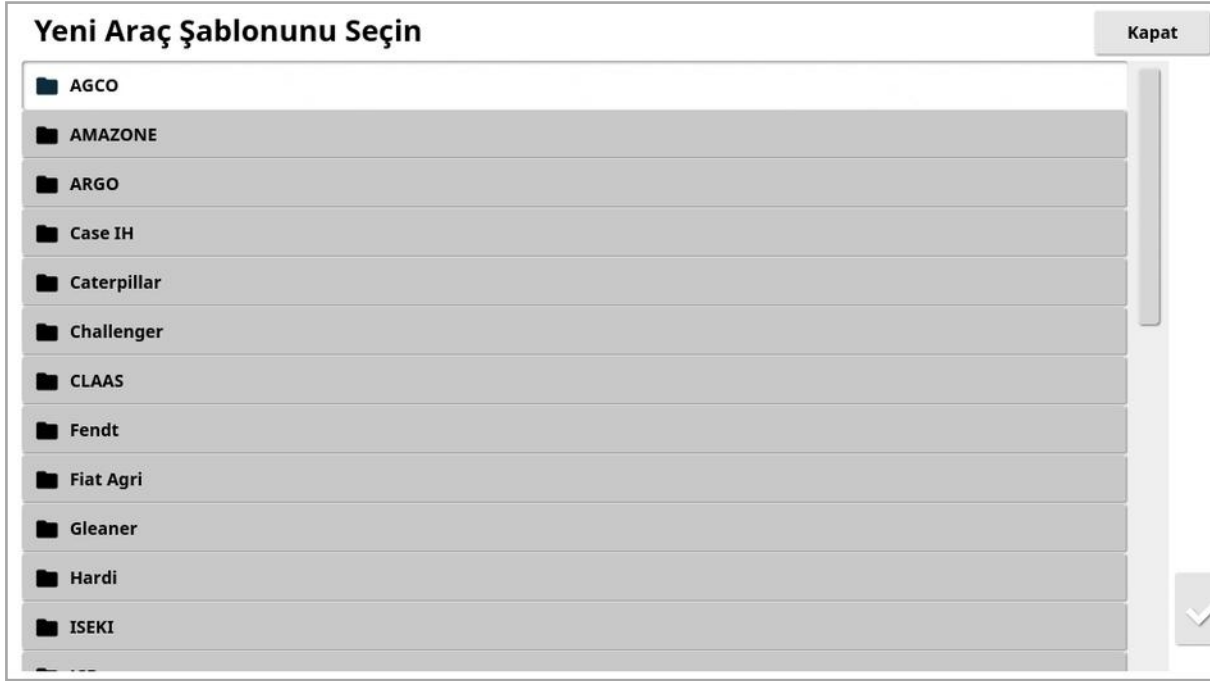 Yeni Araç Şablonunu Seçin
Kapat
AGCO
AMAZONE
ARGO
Case IH
Caterpillar
Challenger
CLAAS
Fendt
Fiat Agri
Gleaner
Hardi
ISEKI